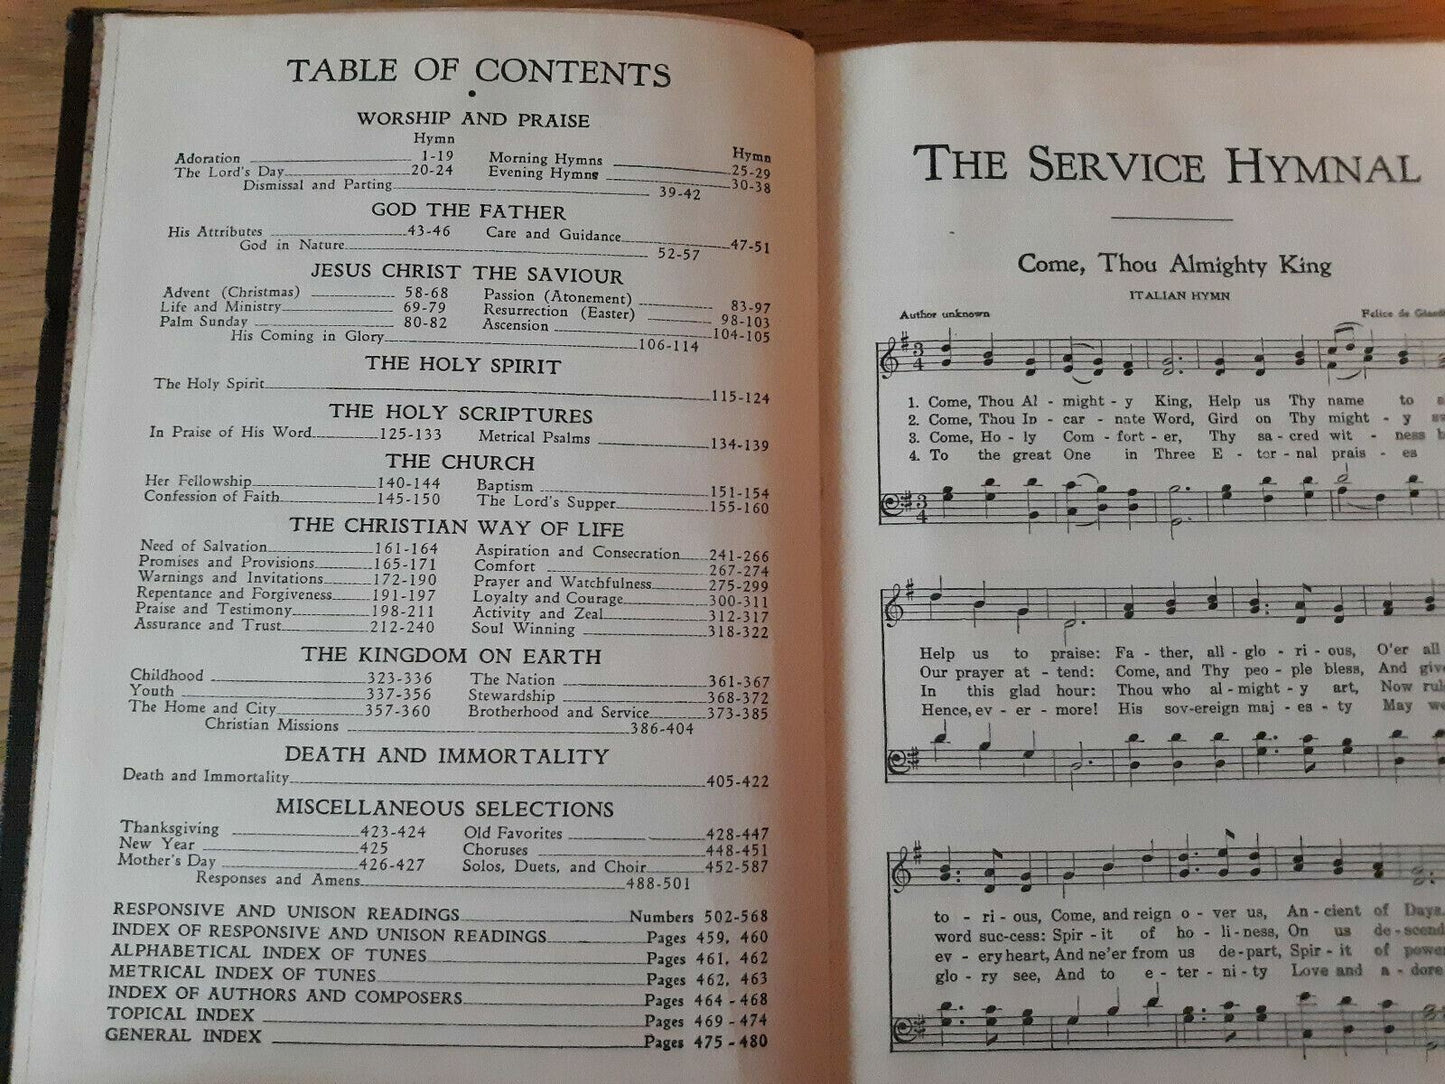 TABLE OF CONTENTS
WORSHIP AND PRAISE
Hymn Hymn
Adoration 1-19 Morning Hymns 25-29
The Lord's Day 20-24 Evening Hymns 30-38
Dismissal and Parting 39-42
GOD THE FATHER
His Attributes 43-46 Care and Guidance 47-51
God in Nature 52-57
JESUS CHRIST THE SAVIOUR
Advent (Christmas) 58-68 Passion (Atonement) 83-97
Life and Ministry 69-79 Resurrection (Easter) 98-103
Palm Sunday 80-82 Ascension 104-105
His Coming in Glory 106-114
THE HOLY SPIRIT
The Holy Spirit 115-124
THE HOLY SCRIPTURES
In Praise of His Word 125-133 Metrical Psalms 134-139
THE CHURCH
Her Fellowship 140-144 Baptism 151-154
Confession of Faith 145-150 The Lord's Supper 155-160
THE CHRISTIAN WAY OF LIFE
Need of Salvation 161-164 Aspiration and Consecration 241-266
Promises and Provisions 165-171 Comfort 267-274
Warnings and Invitations 172-190 Prayer and Watchfulness 275-299
Repentance and Forgiveness 191-197 Loyalty and Courage 300-311
Praise and Testimony 198-211 Activity and Zeal 312-317
Assurance and Trust 212-240 Soul Winning 318-322
THE KINGDOM ON EARTH
Childhood 323-336 The Nation 361-367
Youth 337-356 Stewardship 368-372
The Home and City 357-360 Brotherhood and Service 373-385
Christian Missions 386-404
DEATH AND IMMORTALITY
Death and Immortality 405-422
MISCELLANEOUS SELECTIONS
Thanksgiving 423-424 Old Favorites 428-447
New Year 425 Choruses 448-451
Mother's Day 426-427 Solos, Duets, and Choir 452-587
Responses and Amens 488-501
RESPONSIVE AND UNISON READINGS Numbers 502-568
INDEX OF RESPONSIVE AND UNISON READINGS Pages 459, 460
ALPHABETICAL INDEX OF TUNES Pages 461, 462
METRICAL INDEX OF TUNES Pages 462, 463
INDEX OF AUTHORS AND COMPOSERS Pages 464 - 468
TOPICAL INDEX Pages 469 - 474
GENERAL INDEX Pages 475 - 480
THE SERVICE HYMNAL
Come, Thou Almighty King
ITALIAN HYMN
Author unknown Felice de
3 4
1. Come, Thou Al - might - y King, Help us Thy name to
2. Come, Thou In - car - nate Word, Gird on Thy might - y
3. Come, Ho - ly Com - fort - er, Thy sa - cred wit - ness
4. To the great One in Three E - ter - nal prais - es
3 4
Help us to praise: Fa - ther, all - glo - ri - ous, O'er all
Our prayer at - tend: Come, and Thy peo - ple bless, And give
In this glad hour: Thou who al - might - y art, Now
Hence, ev - er - more! His sov - ereign maj - es - ty May
to - ri - ous, Come, and reign o - ver us, An - cient of Days.
word suc - cess: Spir - it of ho - li - ness, On us de - scend
ev - ery heart, And ne'er from us de - part, Spir - it of power
glo - ry see, And to e - ter - ni - ty Love and a - dore